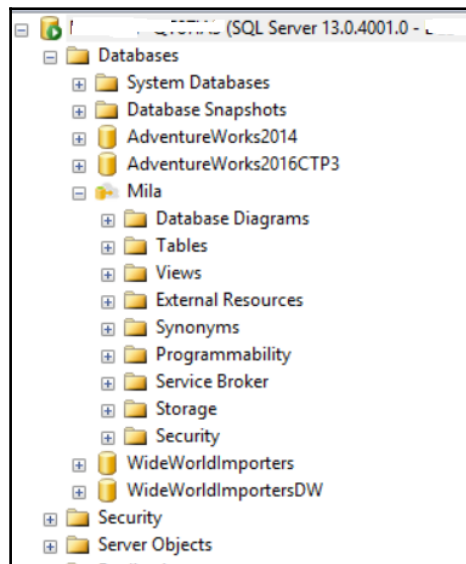 (SQL Server 13.0.4001.0 -
Databases
System Databases
Database Snapshots
AdventureWorks2014
AdventureWorks2016CTP3
Mila
Database Diagrams
Tables
Views
External Resources
Synonyms
Programmability
Service Broker
Storage
Security
WideWorldImporters
WideWorldImportersDW
Security
Server Objects